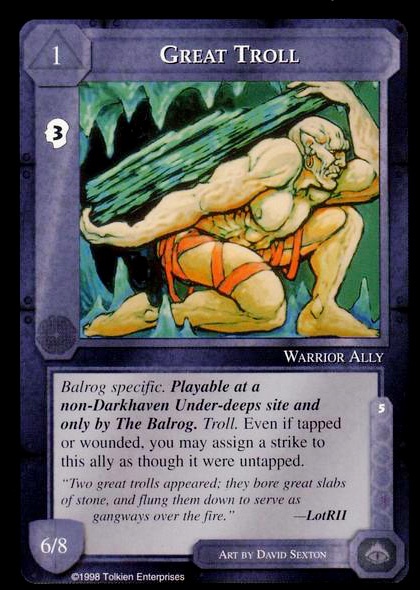 1
GREAT TROLL
3
WARRIOR ALLY
Balrog specific. Playable at a
non-Darkhaven Under-deeps site and
only by The Balrog. Troll. Even if tapped
or wounded, you may assign a strike to
this ally as though it were untapped.
5
"Two great trolls appeared; they bore great slabs
of stone, and flung them down to serve as
gangways over the fire." —LotRII
6/8
ART BY DAVID SEXTON
©1998 Tolkien Enterprises